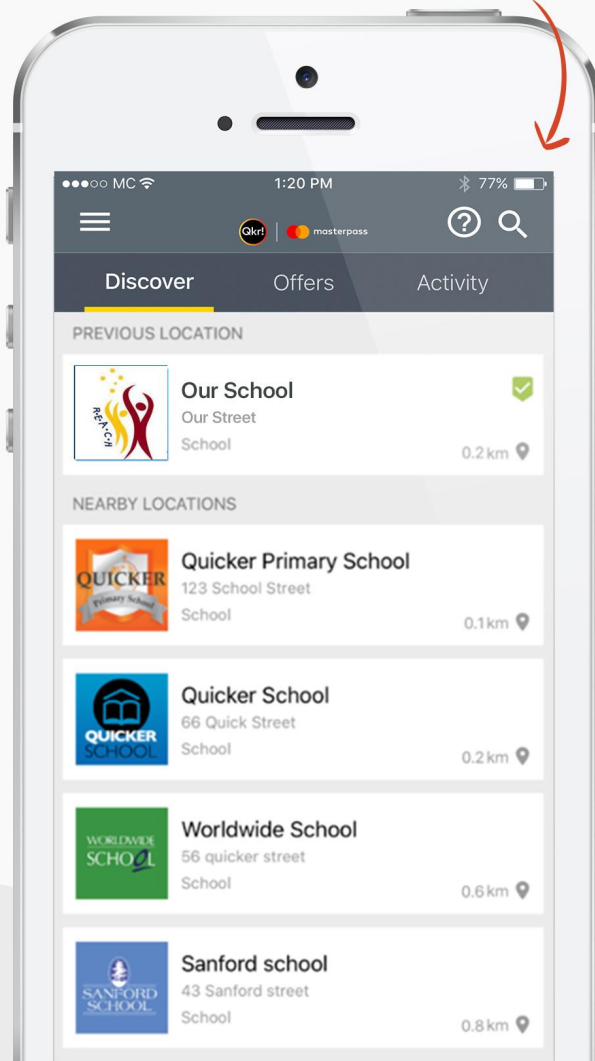 MC
1:20 PM
77%
Qkr! | masterpass
Discover
Offers
Activity
PREVIOUS LOCATION
R·E·A·C·H
Our School
Our Street
School
0.2 km
NEARBY LOCATIONS
QUICKER
Primary School
Quicker Primary School
123 School Street
School
0.1 km
QUICKER
SCHOOL
Quicker School
66 Quick Street
School
0.2 km
WORLDWIDE
SCHOOL
Worldwide School
56 quicker street
School
0.6 km
SANFORD
SCHOOL
Sanford school
43 Sanford street
School
0.8 km